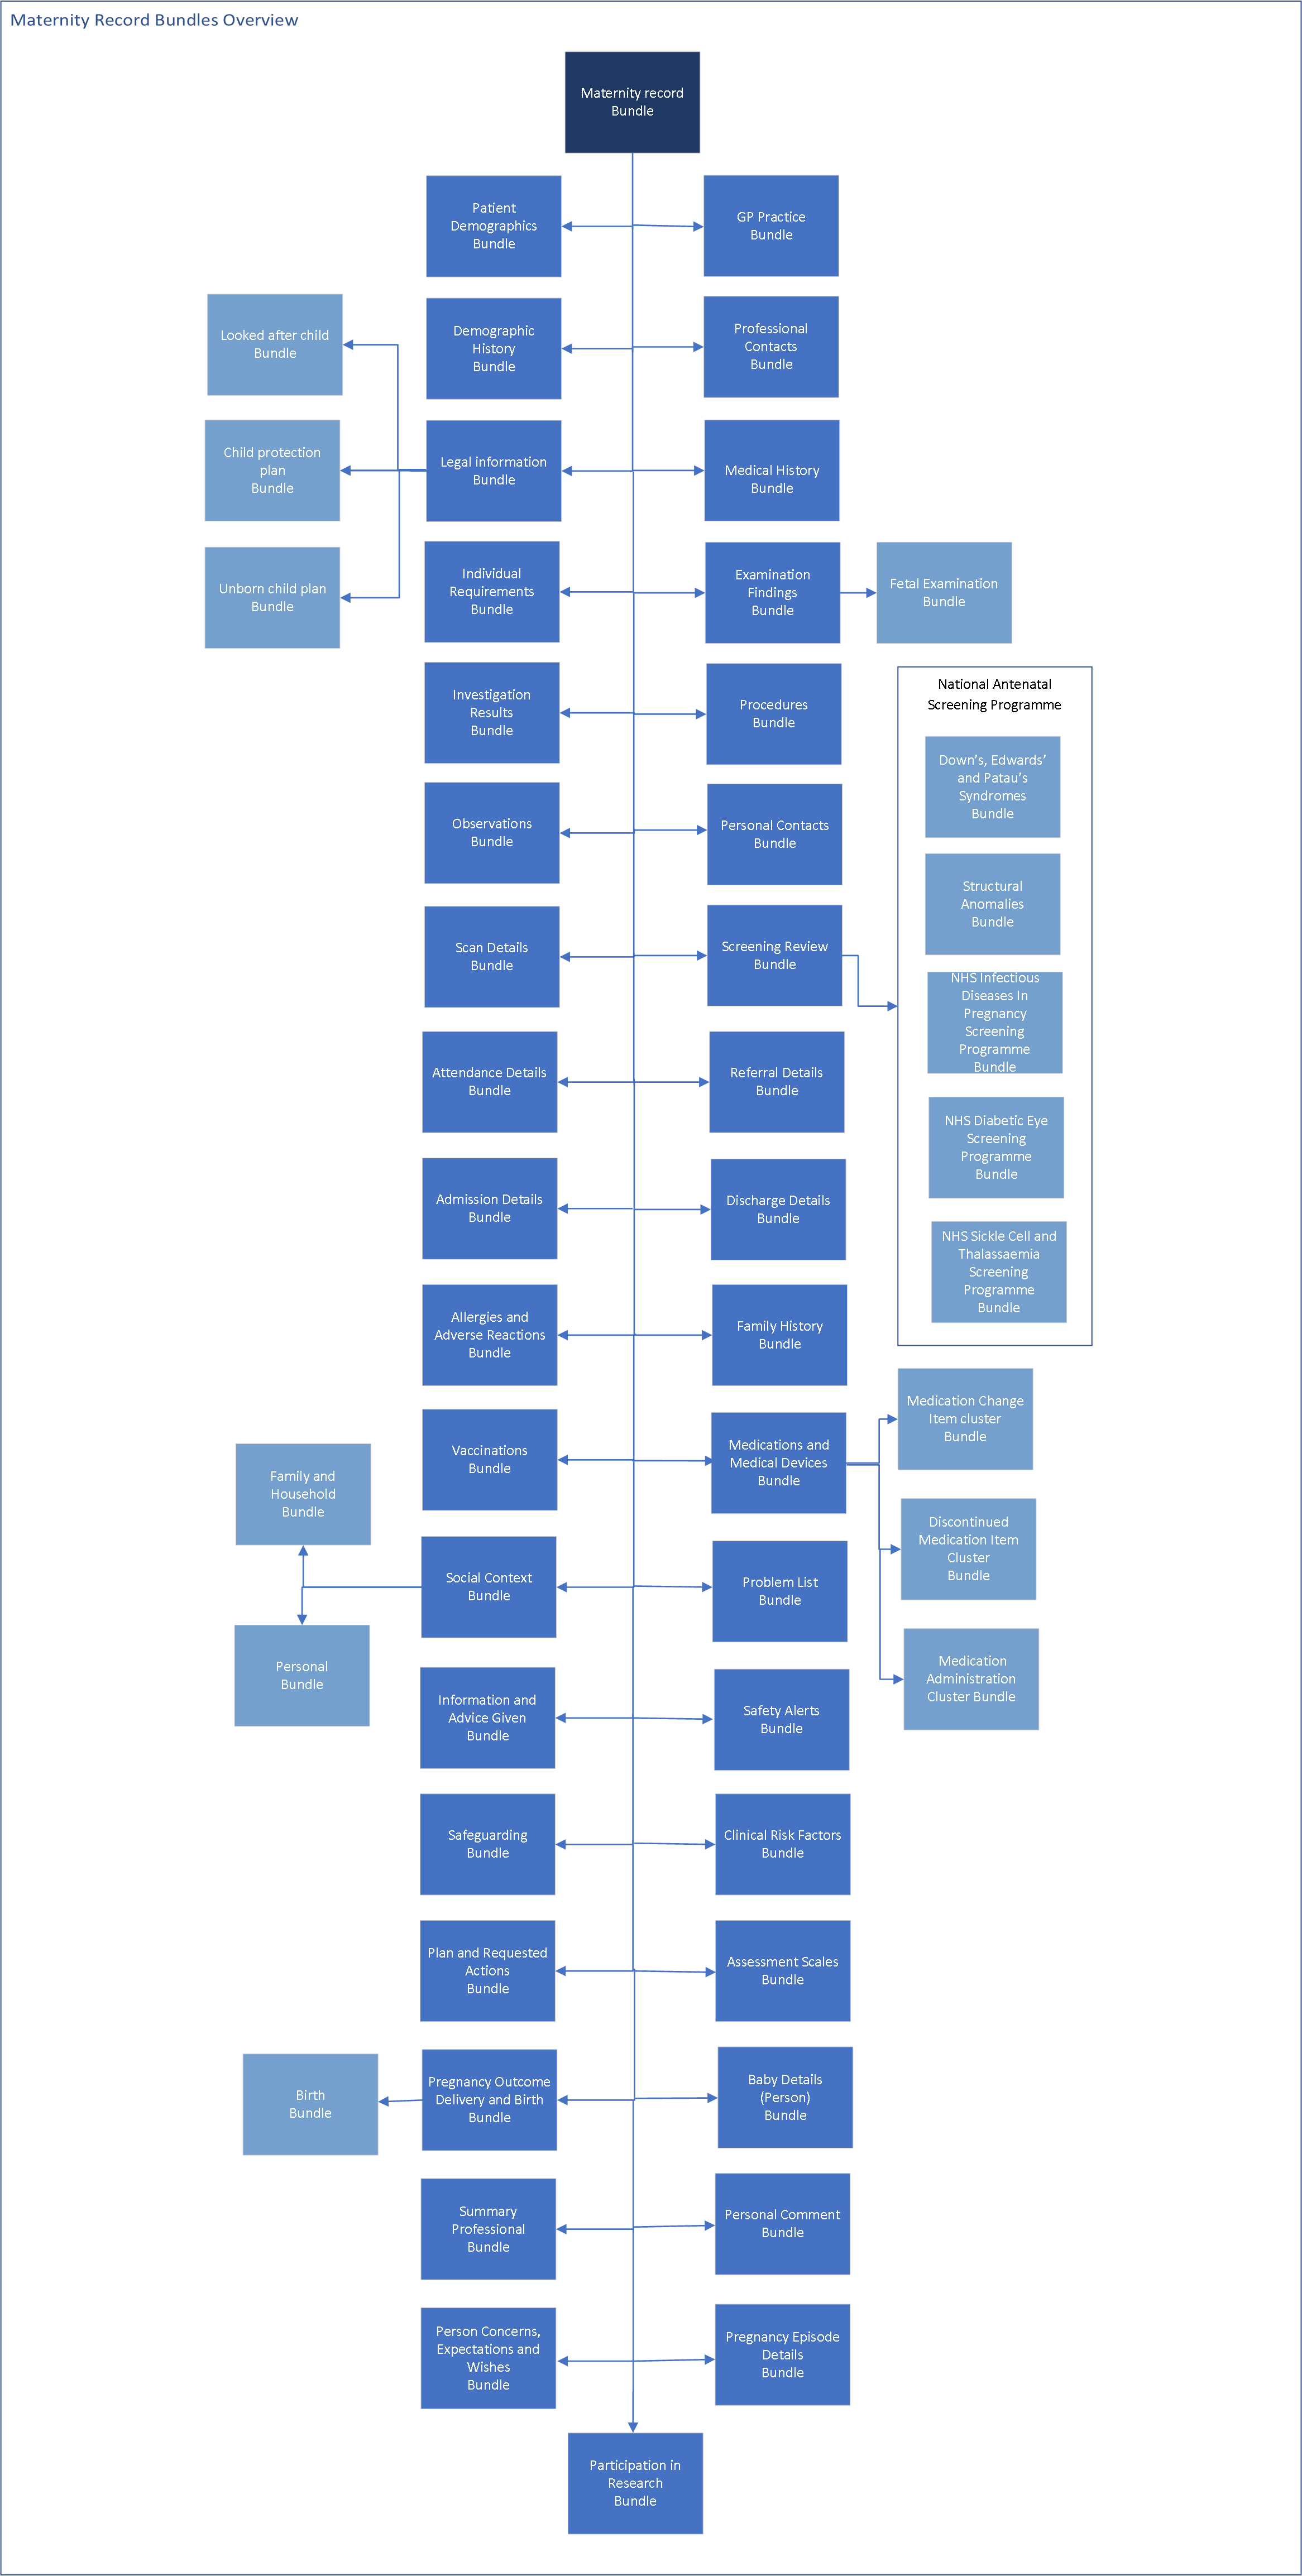 Maternity Record Bundles Overview
Maternity record
Bundle
Patient
Demographics
Bundle
GP Practice
Bundle
Looked after child
Bundle
Demographic
History
Bundle
Professional
Contacts
Bundle
Child protection
plan
Bundle
Legal information
Bundle
Medical History
Bundle
Unborn child plan
Bundle
Individual
Requirements
Bundle
Examination
Findings
Bundle
Fetal Examination
Bundle
Investigation
Results
Bundle
Procedures
Bundle
National Antenatal
Screening Programme
Down's, Edwards'
and Patau's
Syndromes
Bundle
Observations
Bundle
Personal Contacts
Bundle
Structural
Anomalies
Bundle
Scan Details
Bundle
Screening Review
Bundle
NHS Infectious
Diseases In
Pregnancy
Screening
Programme
Bundle
Attendance Details
Bundle
Referral Details
Bundle
NHS Diabetic Eye
Screening
Programme
Bundle
Admission Details
Bundle
Discharge Details
Bundle
NHS Sickle Cell and
Thalassaemia
Screening
Programme
Bundle
Allergies and
Adverse Reactions
Bundle
Family History
Bundle
Medication Change
Item cluster
Bundle
Vaccinations
Bundle
Medications and
Medical Devices
Bundle
Family and
Household
Bundle
Discontinued
Medication Item
Cluster
Bundle
Social Context
Bundle
Problem List
Bundle
Personal
Bundle
Medication
Administration
Cluster Bundle
Information and
Advice Given
Bundle
Safety Alerts
Bundle
Safeguarding
Bundle
Clinical Risk Factors
Bundle
Plan and Requested
Actions
Bundle
Assessment Scales
Bundle
Birth
Bundle
Pregnancy Outcome
Delivery and Birth
Bundle
Baby Details
(Person)
Bundle
Summary
Professional
Bundle
Personal Comment
Bundle
Person Concerns,
Expectations and
Wishes
Bundle
Pregnancy Episode
Details
Bundle
Participation in
Research
Bundle